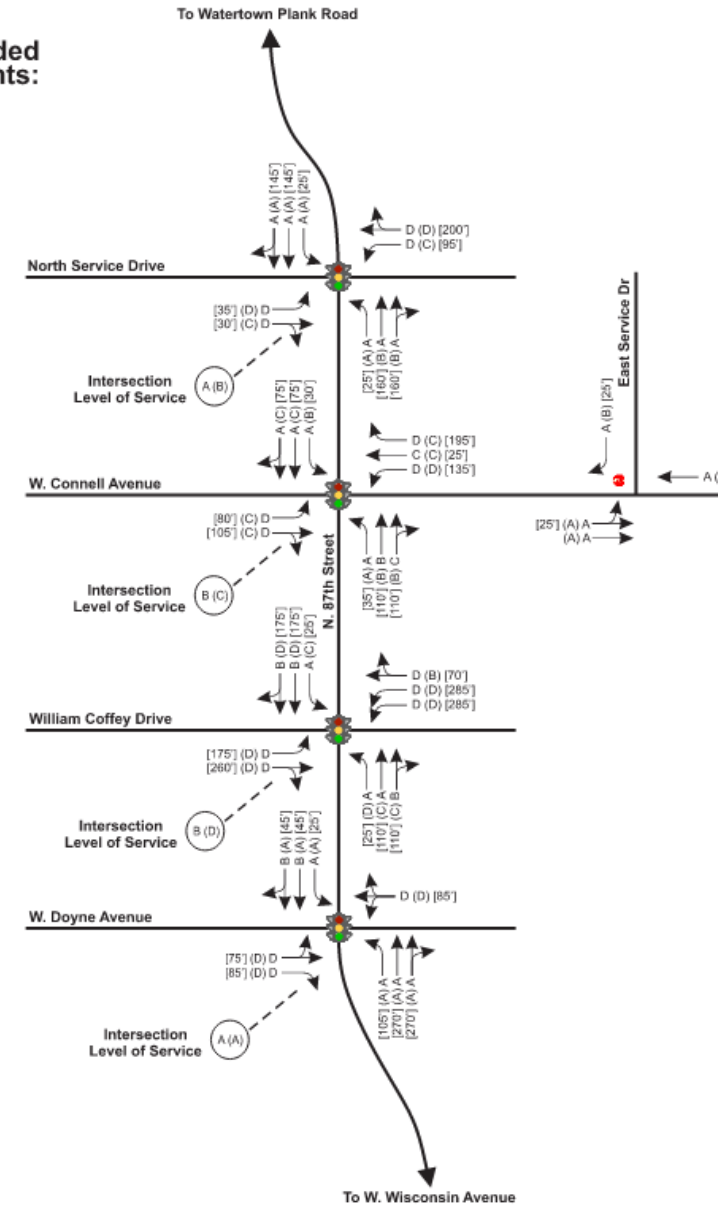 To Watertown Plank Road
ded
nts:
A (A) [145']
A (A) [145']
A (A) [25']
D (D) [200']
D (C) [95']
North Service Drive
[35'] (D) D
[30'] (C) D
[25'] (A) A
[160'] (B) A
[160'] (B) A
East Service Dr
Intersection
Level of Service
A (B)
A (C) [75']
A (C) [75']
A (B) [30']
A (B) [25']
D (C) [195']
C (C) [25']
D (D) [135']
W. Connell Avenue
A (
[80'] (C) D
[105'] (C) D
[35'] (A) A
[110'] (B) B
[110'] (B) C
[25'] (A) A
(A) A
N. 87th Street
Intersection
Level of Service
B (C)
B (D) [175']
B (D) [175']
A (C) [25']
D (B) [70']
D (D) [285']
D (D) [285']
William Coffey Drive
[175'] (D) D
[260'] (D) D
[25'] (D) A
[110'] (C) A
[110'] (C) B
Intersection
Level of Service
B (D)
B (A) [45']
B (A) [45']
A (A) [25']
D (D) [85']
W. Doyne Avenue
[75'] (D) D
[85'] (D) D
[105'] (A) A
[270'] (A) A
[270'] (A) A
Intersection
Level of Service
A (A)
To W. Wisconsin Avenue